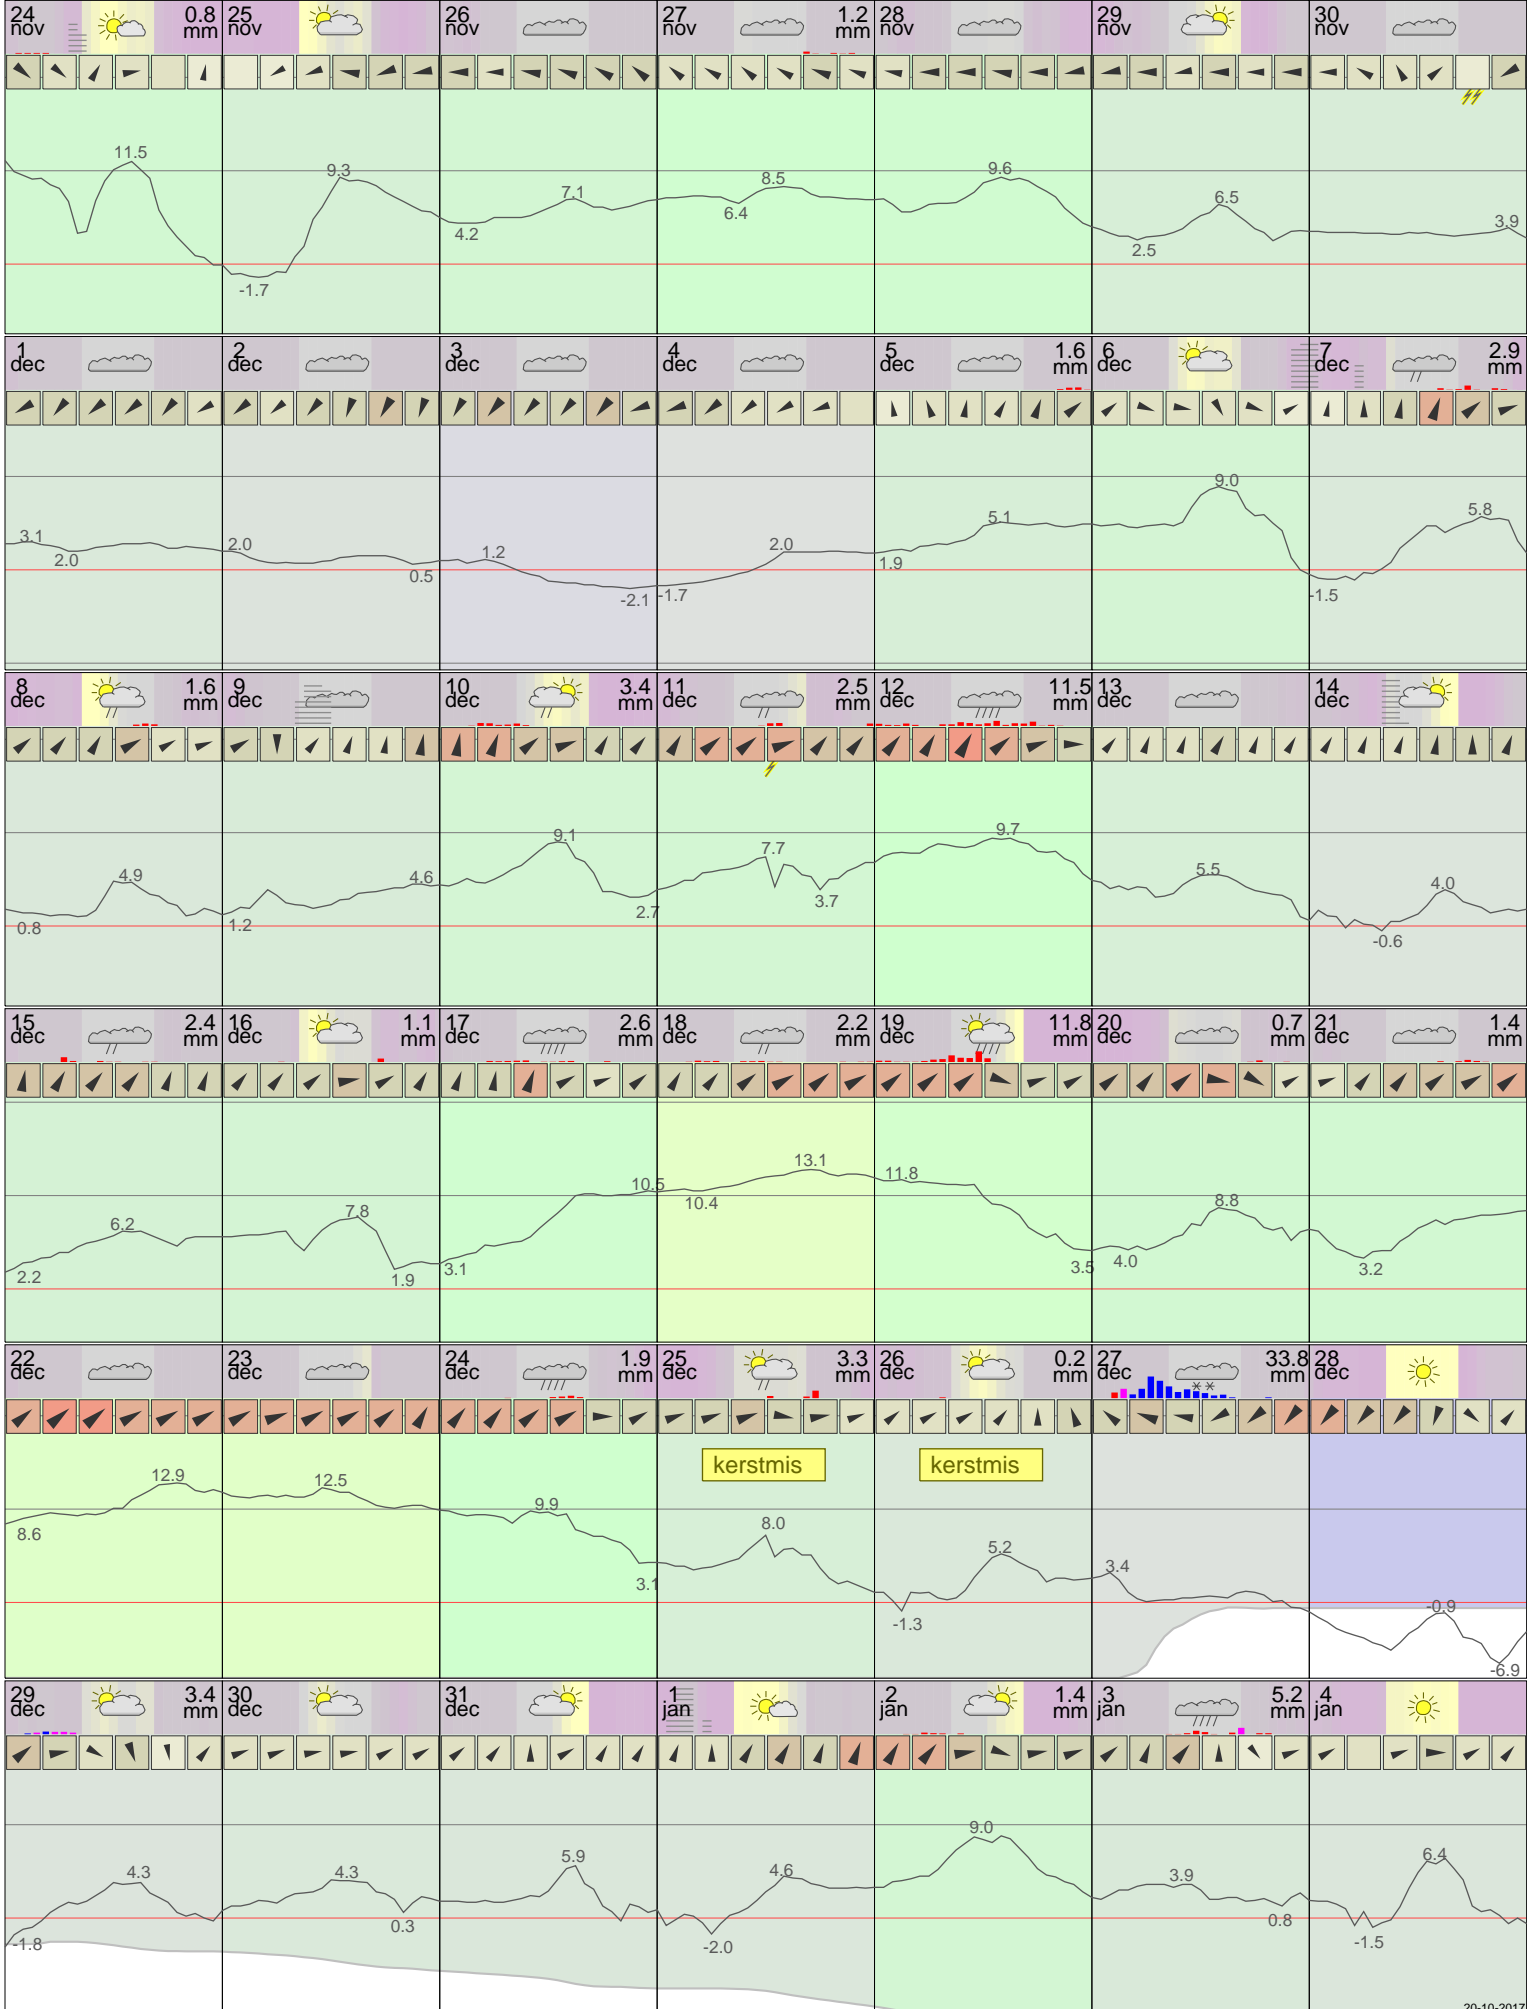 24 nov 0.8 mm
25 nov
26 nov
27 nov 1.2 mm
28 nov
29 nov
30 nov
11.5
-1.7
9.3
4.2
7.1
6.4
8.5
9.6
2.5
6.5
3.9
1 dec
2 dec
3 dec
4 dec
5 dec 1.6 mm
6 dec
7 dec 2.9 mm
3.1
2.0
2.0
0.5
1.2
-2.1
-1.7
2.0
1.9
5.1
9.0
-1.5
5.8
8 dec 1.6 mm
9 dec
10 dec 3.4 mm
11 dec 2.5 mm
12 dec 11.5 mm
13 dec
14 dec
0.8
4.9
1.2
4.6
9.1
2.7
7.7
3.7
9.7
5.5
-0.6
4.0
15 dec 2.4 mm
16 dec 1.1 mm
17 dec 2.6 mm
18 dec 2.2 mm
19 dec 11.8 mm
20 dec 0.7 mm
21 dec 1.4 mm
2.2
6.2
7.8
1.9
3.1
10.5
10.4
13.1
11.8
3.5
4.0
8.8
3.2
22 dec
23 dec
24 dec 1.9 mm
25 dec 3.3 mm
26 dec 0.2 mm
27 dec 33.8 mm
28 dec
kerstmis
kerstmis
8.6
12.9
12.5
9.9
3.1
8.0
-1.3
5.2
3.4
-0.9
-6.9
29 dec 3.4 mm
30 dec
31 dec
1 jan
2 jan 1.4 mm
3 jan 5.2 mm
4 jan
-1.8
4.3
4.3
0.3
5.9
-2.0
4.6
9.0
3.9
0.8
-1.5
6.4
20-10-2017